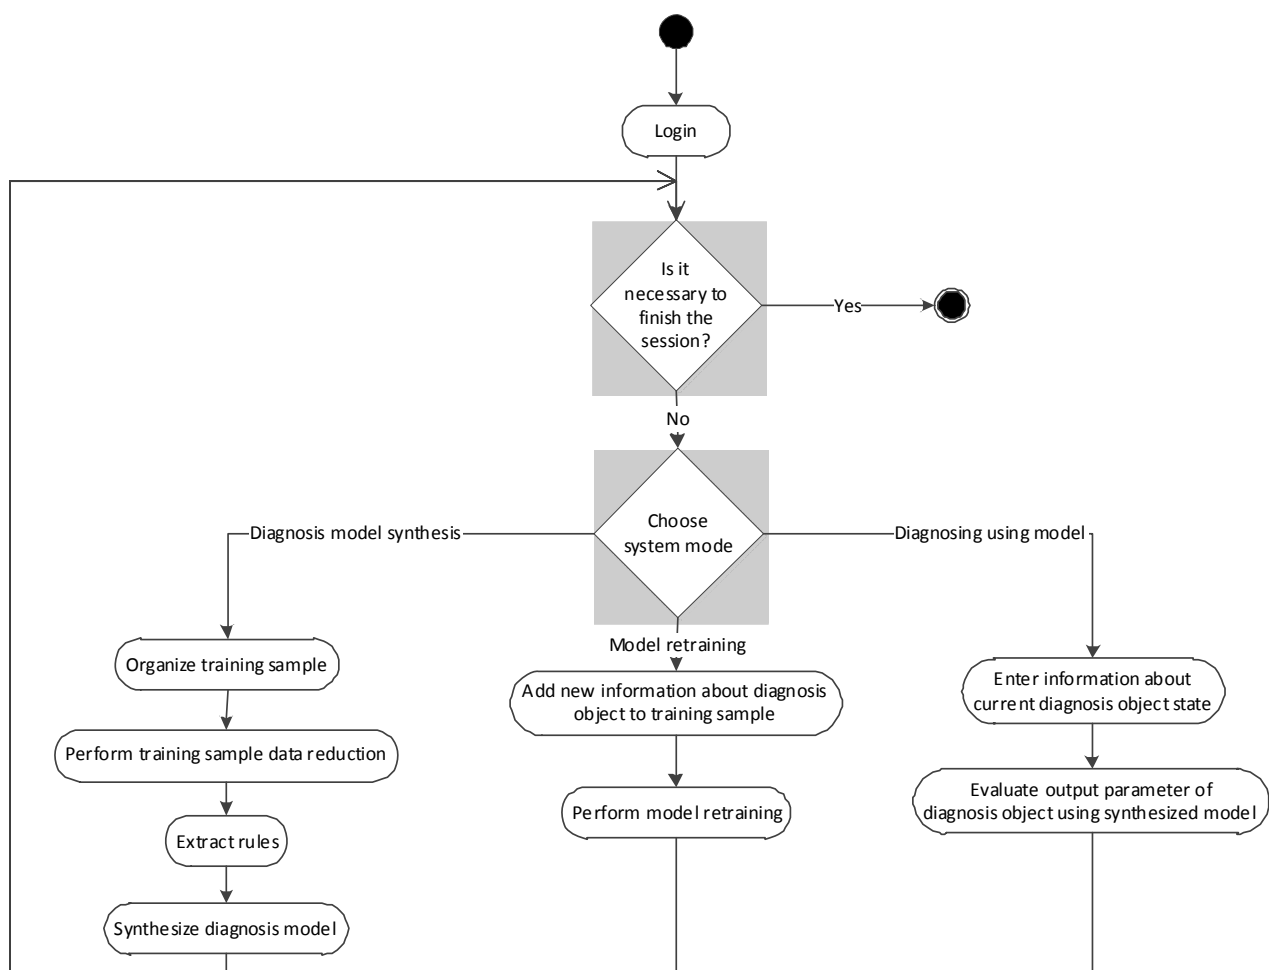 Login
Is it
necessary to
finish the
session?
Yes
No
Choose
system mode
Diagnosis model synthesis
Diagnosing using model
Model retraining
Organize training sample
Add new information about diagnosis
object to training sample
Enter information about
current diagnosis object state
Perform training sample data reduction
Perform model retraining
Evaluate output parameter of
diagnosis object using synthesized model
Extract rules
Synthesize diagnosis model